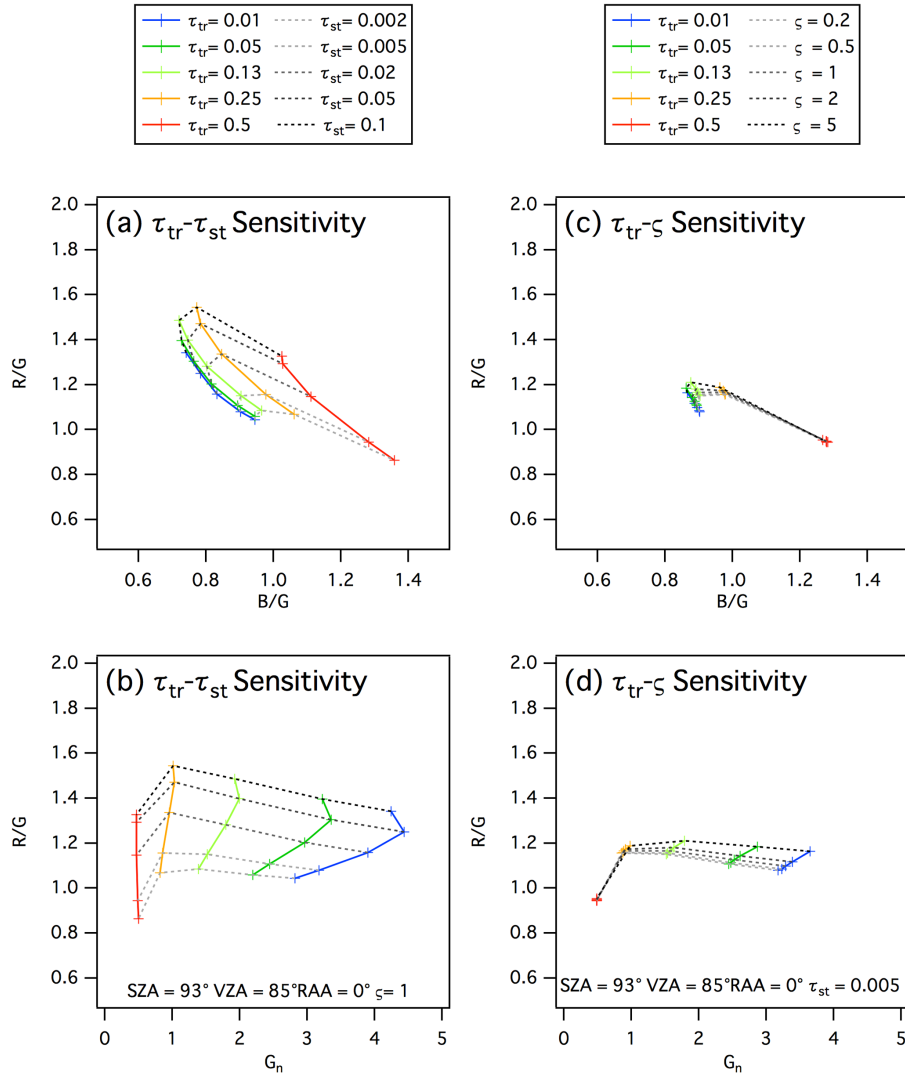 τtr= 0.01 τst= 0.002
τtr= 0.05 τst= 0.005
τtr= 0.13 τst= 0.02
τtr= 0.25 τst= 0.05
τtr= 0.5 τst= 0.1
τtr= 0.01 ς = 0.2
τtr= 0.05 ς = 0.5
τtr= 0.13 ς = 1
τtr= 0.25 ς = 2
τtr= 0.5 ς = 5
(a) τtr-τst Sensitivity
2.0
1.8
1.6
1.4
1.2
1.0
0.8
0.6
R/G
0.6 0.8 1.0 1.2 1.4
B/G
(c) τtr-ς Sensitivity
2.0
1.8
1.6
1.4
1.2
1.0
0.8
0.6
R/G
0.6 0.8 1.0 1.2 1.4
B/G
(b) τtr-τst Sensitivity
2.0
1.8
1.6
1.4
1.2
1.0
0.8
0.6
R/G
SZA = 93° VZA = 85°RAA = 0° ς= 1
0 1 2 3 4 5
Gn
(d) τtr-ς Sensitivity
2.0
1.8
1.6
1.4
1.2
1.0
0.8
0.6
R/G
SZA = 93° VZA = 85°RAA = 0° τst = 0.005
0 1 2 3 4 5
Gn